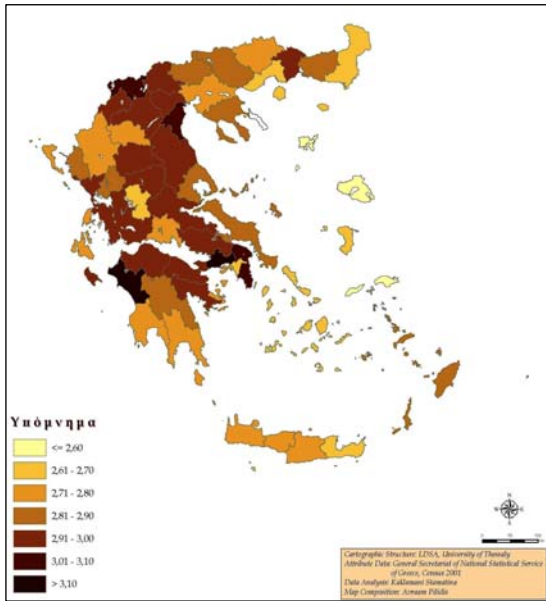 Υπόμνημα
<= 2,60
2,61 - 2,70
2,71 - 2,80
2,81 - 2,90
2,91 - 3,00
3,01 - 3,10
> 3,10
N
W E
S
Cartographic Structure: LDSA, University of Thessaly
Attribute Data: General Secretariat of National Statistical Service
of Greece, Census 2001
Data Analysis: Kaklamani Stamatina
Map Composition: Avraam Pilidis